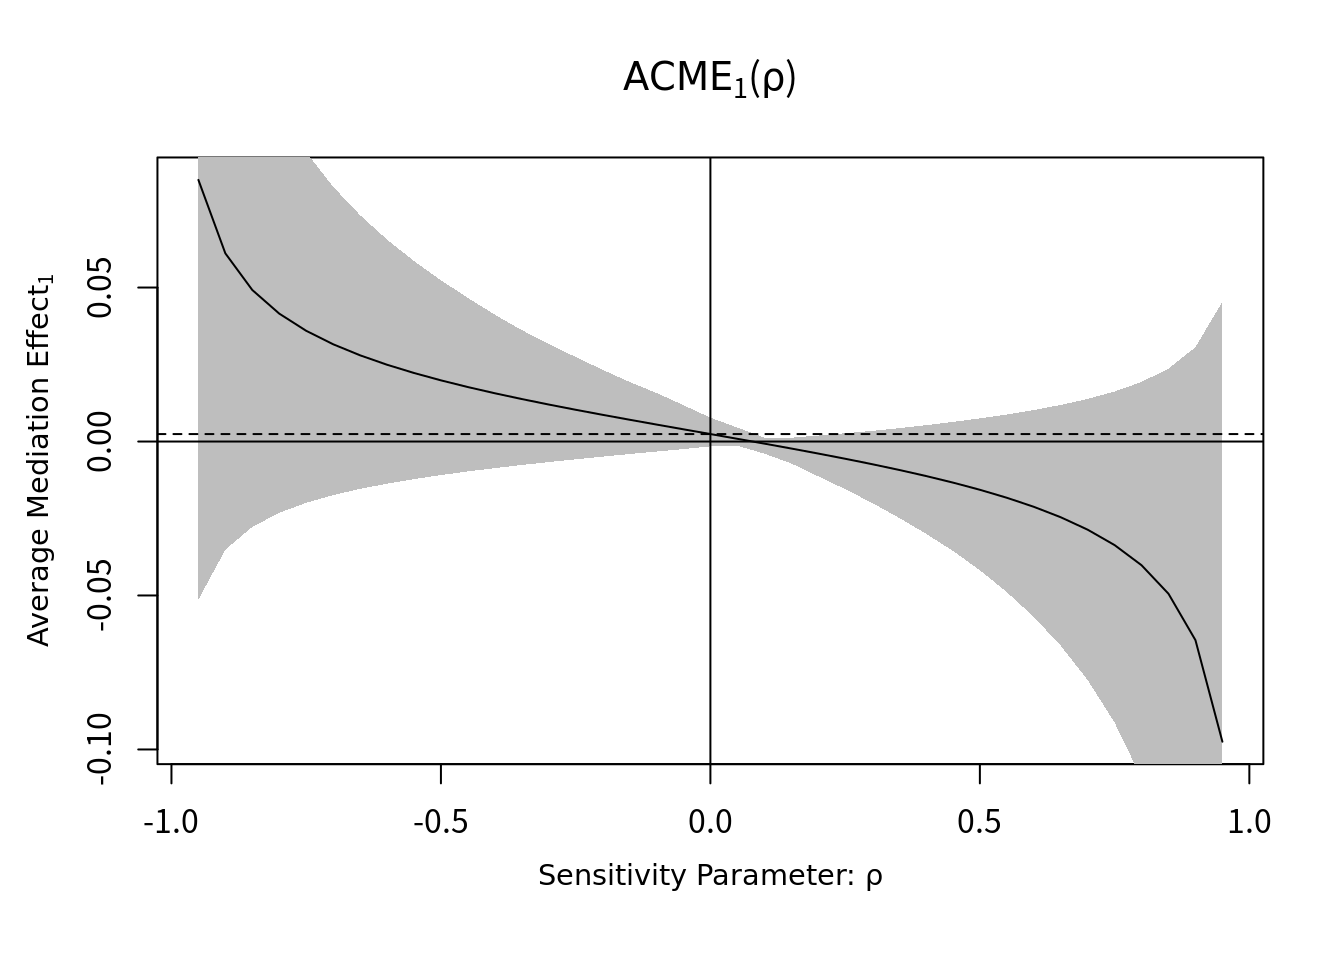 ACME₁(ρ)
Average Mediation Effect₁
0.05
0.00
-0.05
-0.10
-1.0 -0.5 0.0 0.5 1.0
Sensitivity Parameter: ρ